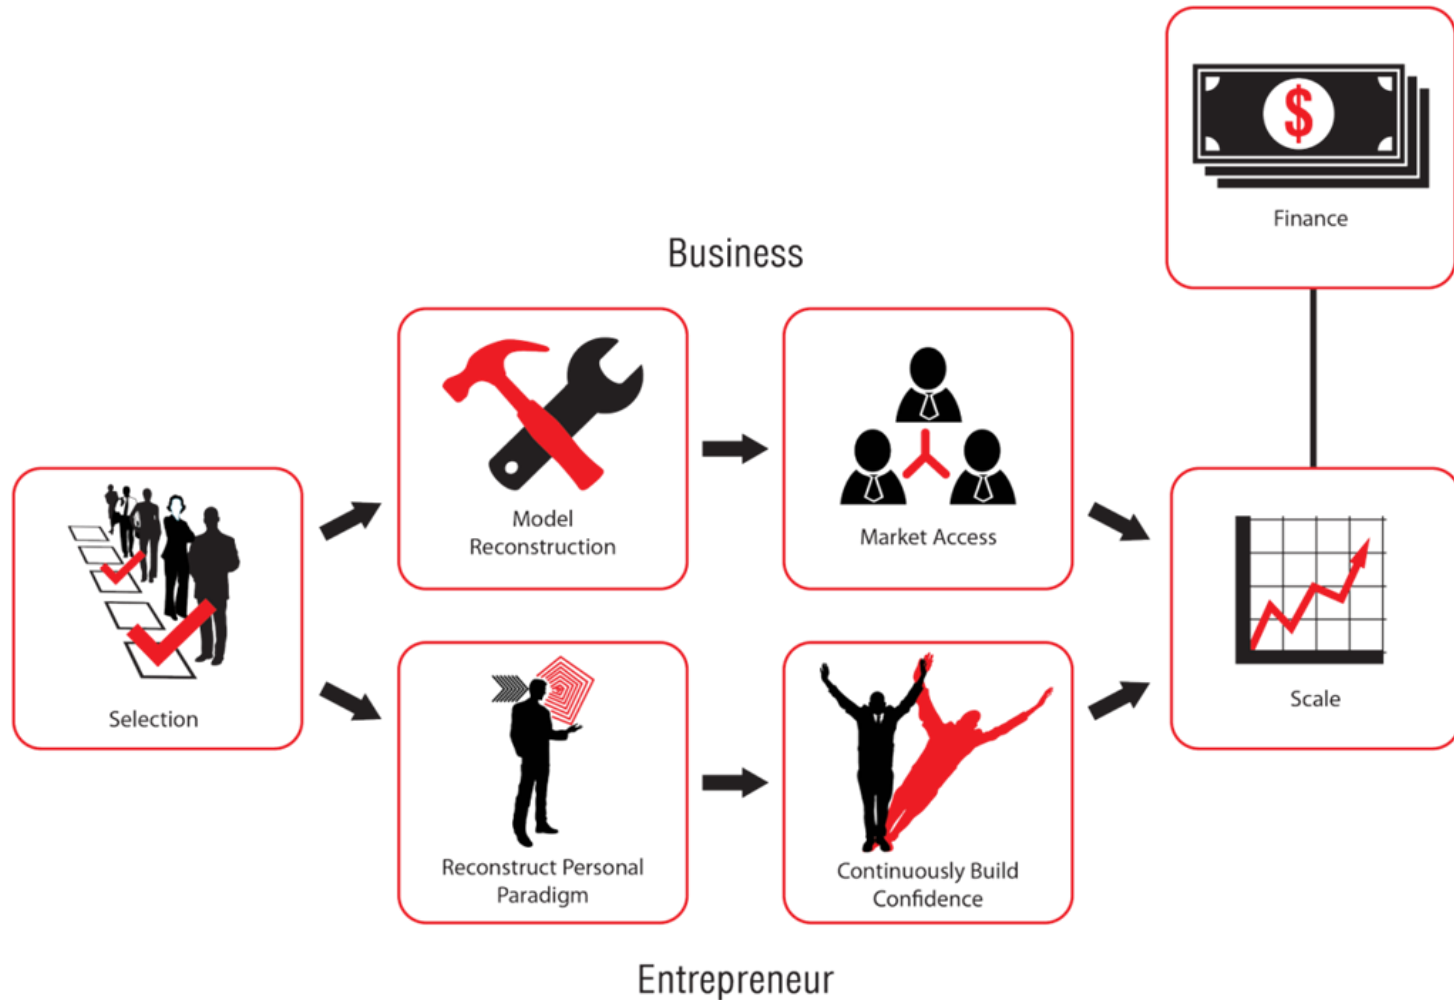 $
Finance
Business
Model
Reconstruction
Market Access
Selection
Scale
Reconstruct Personal
Paradigm
Continuously Build
Confidence
Entrepreneur